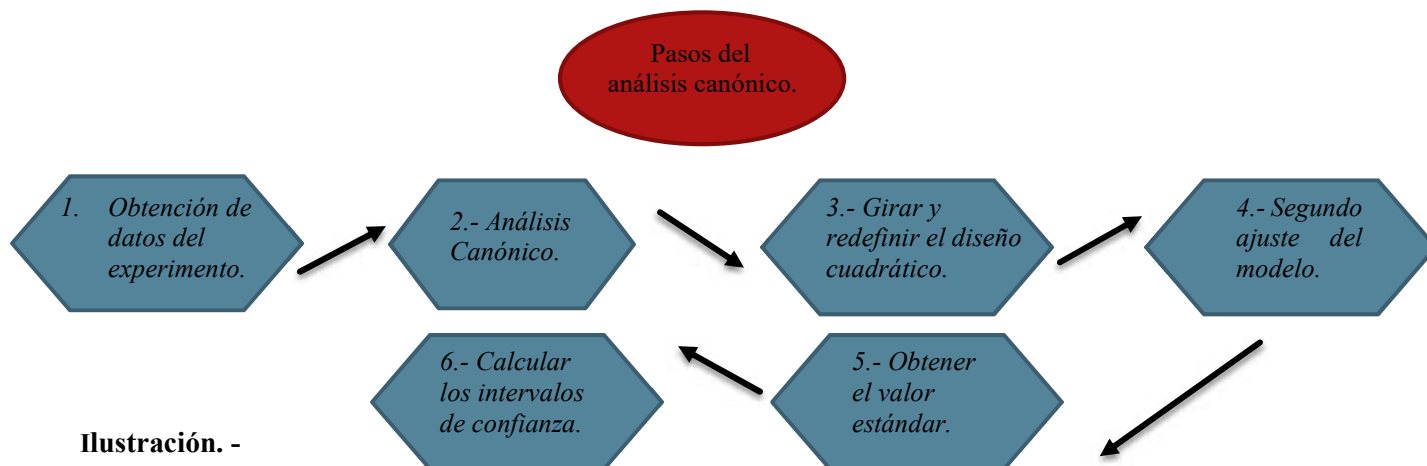 Pasos del
análisis canónico.
1. Obtención de
datos del
experimento.
2.- Análisis
Canónico.
3.- Girar y
redefinir el diseño
cuadrático.
4.- Segundo
ajuste del
modelo.
5.- Obtener
el valor
estándar.
6.- Calcular
los intervalos
de confianza.
Ilustración. -